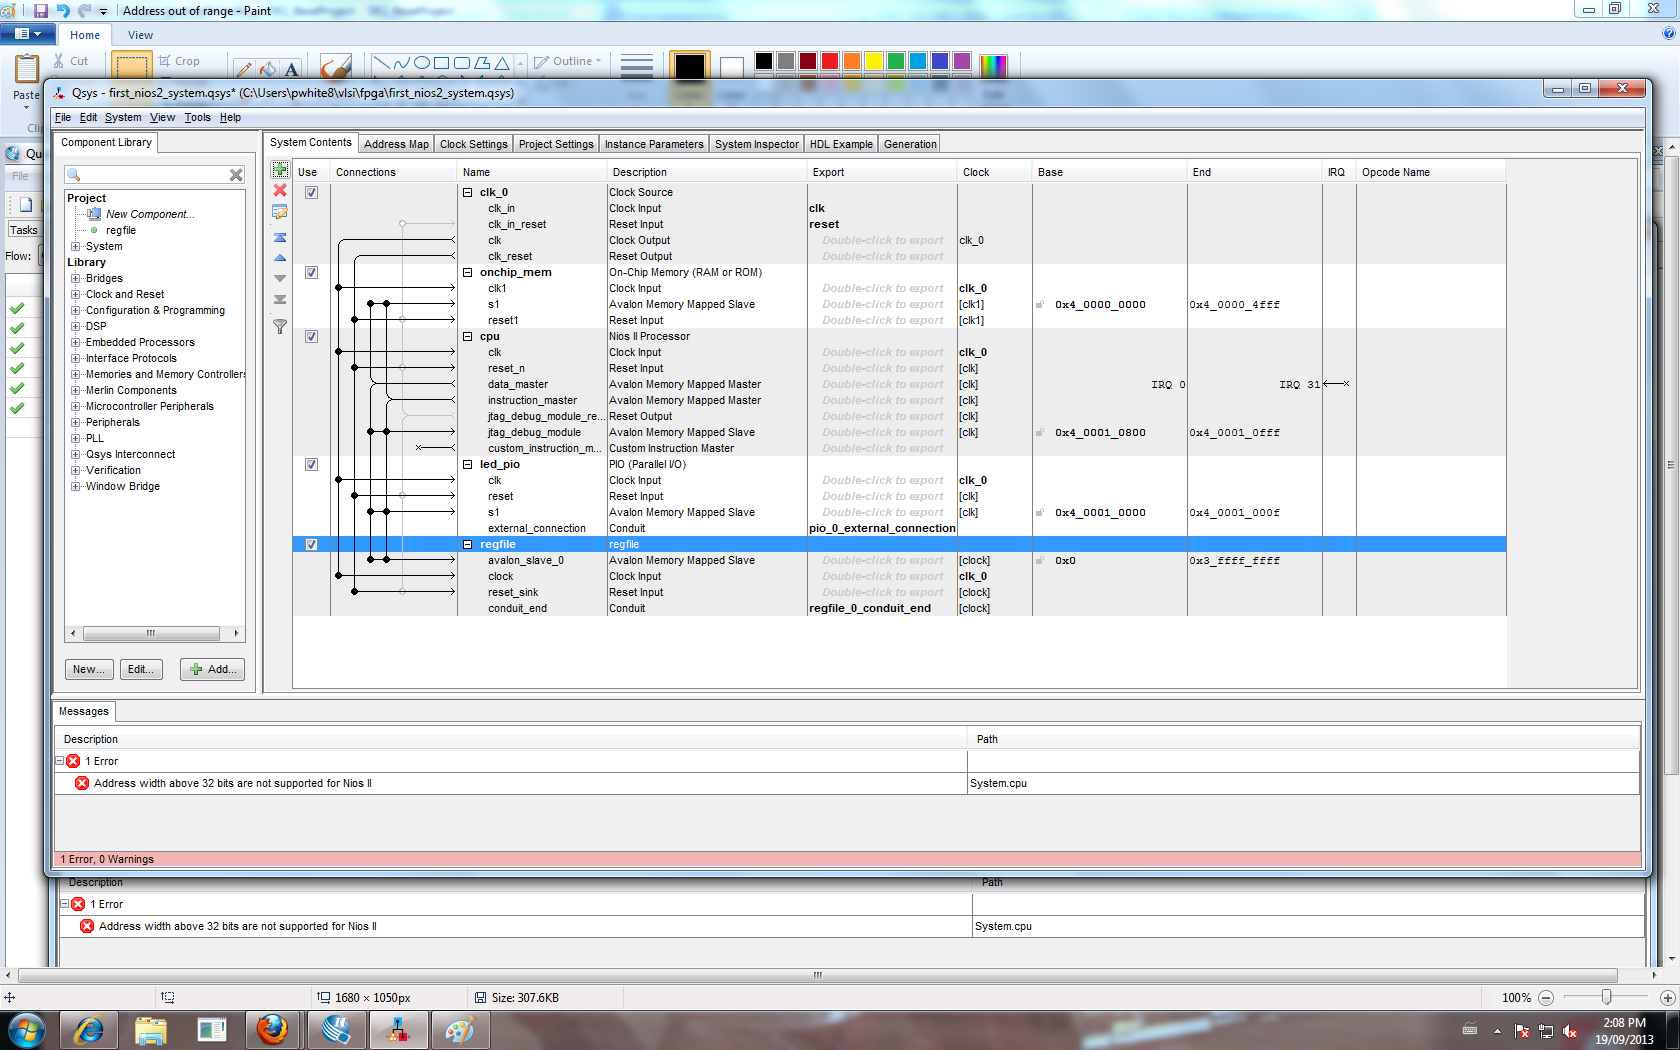 Address out of range - Paint
Home View
Cut
Crop
Paste
Outline
Qsys - first_nios2_system.qsys* (C:\Users\pwhite8\vlsi\fpga\first_nios2_system.qsys)
File Edit System View Tools Help
Component Library
Project
New Component...
regfile
System
Library
Bridges
Clock and Reset
Configuration & Programming
DSP
Embedded Processors
Interface Protocols
Memories and Memory Controllers
Merlin Components
Microcontroller Peripherals
Peripherals
PLL
Qsys Interconnect
Verification
Window Bridge
New... Edit... Add...
Qu
File
Tasks
Flow:
System Contents Address Map Clock Settings Project Settings Instance Parameters System Inspector HDL Example Generation
Use Connections Name Description Export Clock Base End IRQ Opcode Name
clk_0 Clock Source
clk_in Clock Input clk
clk_in_reset Reset Input reset
clk Clock Output Double-click to export clk_0
clk_reset Reset Output Double-click to export
onchip_mem On-Chip Memory (RAM or ROM)
clk1 Clock Input Double-click to export clk_0
s1 Avalon Memory Mapped Slave Double-click to export [clk1] 0x4_0000_0000 0x4_0000_4fff
reset1 Reset Input Double-click to export [clk1]
cpu Nios II Processor
clk Clock Input Double-click to export clk_0
reset_n Reset Input Double-click to export [clk]
data_master Avalon Memory Mapped Master Double-click to export [clk] IRQ 0 IRQ 31
instruction_master Avalon Memory Mapped Master Double-click to export [clk]
jtag_debug_module_re... Reset Output Double-click to export [clk]
jtag_debug_module Avalon Memory Mapped Slave Double-click to export [clk] 0x4_0001_0800 0x4_0001_0fff
custom_instruction_m... Custom Instruction Master Double-click to export
led_pio PIO (Parallel I/O)
clk Clock Input Double-click to export clk_0
reset Reset Input Double-click to export [clk]
s1 Avalon Memory Mapped Slave Double-click to export [clk] 0x4_0001_0000 0x4_0001_000f
external_connection Conduit pio_0_external_connection
regfile regfile
avalon_slave_0 Avalon Memory Mapped Slave Double-click to export [clock] 0x0 0x3_ffff_ffff
clock Clock Input Double-click to export clk_0
reset_sink Reset Input Double-click to export [clock]
conduit_end Conduit regfile_0_conduit_end [clock]
Messages
Description Path
1 Error
Address width above 32 bits are not supported for Nios II System.cpu
1 Error, 0 Warnings
Description Path
1 Error
Address width above 32 bits are not supported for Nios II System.cpu
1680 × 1050px Size: 307.6KB 100%
2:08 PM
19/09/2013